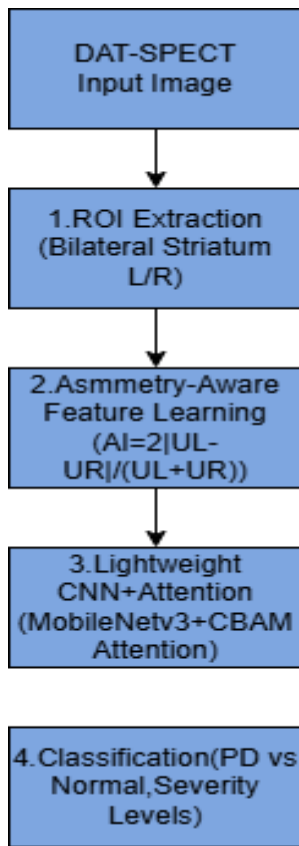 DAT-SPECT
Input Image
1.ROI Extraction
(Bilateral Striatum
L/R)
2.Asmmetry-Aware
Feature Learning
(AI=2|UL-
UR|/(UL+UR))
3.Lightweight
CNN+Attention
(MobileNetv3+CBAM
Attention)
4.Classification(PD vs
Normal,Severity
Levels)